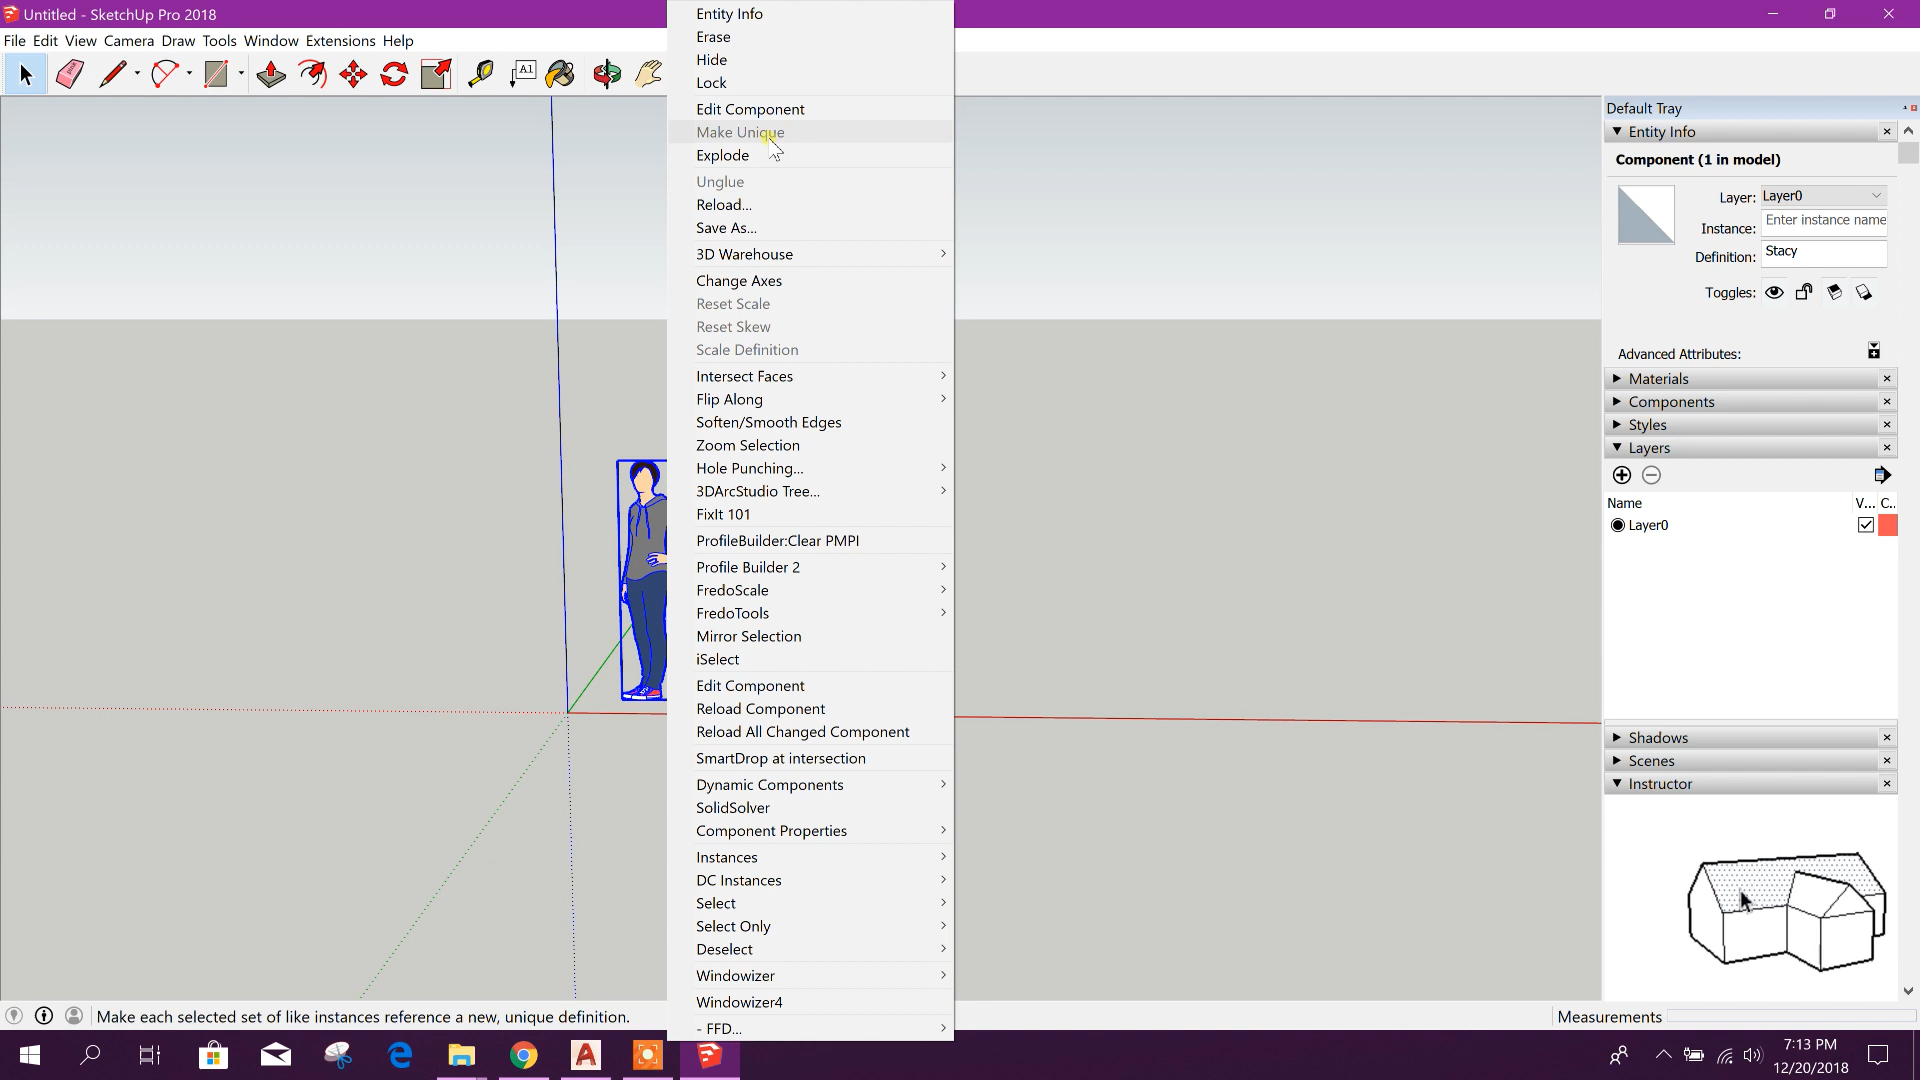 Untitled - SketchUp Pro 2018
File Edit View Camera Draw Tools Window Extensions Help
A1
Entity Info
Erase
Hide
Lock
Edit Component
Make Unique
Explode
Unglue
Reload...
Save As...
3D Warehouse
Change Axes
Reset Scale
Reset Skew
Scale Definition
Intersect Faces
Flip Along
Soften/Smooth Edges
Zoom Selection
Hole Punching...
3DArcStudio Tree...
FixIt 101
ProfileBuilder:Clear PMPI
Profile Builder 2
FredoScale
FredoTools
Mirror Selection
iSelect
Edit Component
Reload Component
Reload All Changed Component
SmartDrop at intersection
Dynamic Components
SolidSolver
Component Properties
Instances
DC Instances
Select
Select Only
Deselect
Windowizer
Windowizer4
- FFD...
Default Tray
Entity Info
Component (1 in model)
Layer: Layer0
Instance: Enter instance name
Definition: Stacy
Toggles:
Advanced Attributes:
Materials
Components
Styles
Layers
Name V... C..
Layer0
Shadows
Scenes
Instructor
Make each selected set of like instances reference a new, unique definition.
Measurements
7:13 PM
12/20/2018